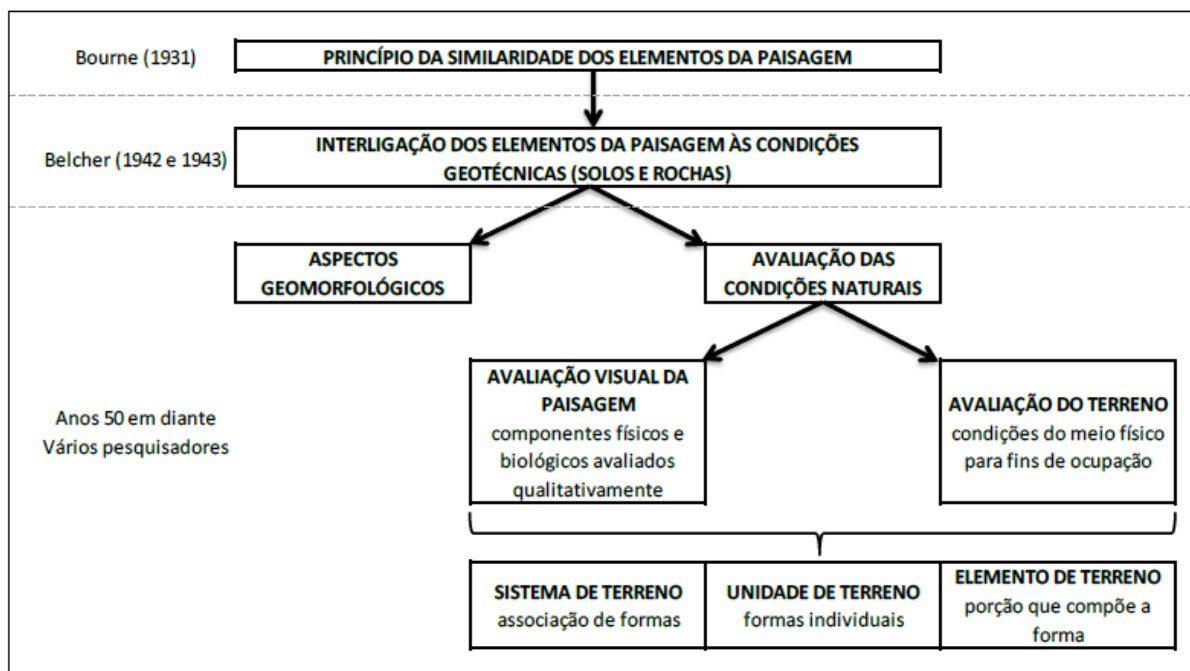 Bourne (1931)
PRINCÍPIO DA SIMILARIDADE DOS ELEMENTOS DA PAISAGEM
Belcher (1942 e 1943)
INTERLIGAÇÃO DOS ELEMENTOS DA PAISAGEM ÀS CONDIÇÕES
GEOTÉCNICAS (SOLOS E ROCHAS)
ASPECTOS
GEOMORFOLÓGICOS
AVALIAÇÃO DAS
CONDIÇÕES NATURAIS
Anos 50 em diante
Vários pesquisadores
AVALIAÇÃO VISUAL DA
PAISAGEM
componentes físicos e
biológicos avaliados
qualitativamente
AVALIAÇÃO DO TERRENO
condições do meio físico
para fins de ocupação
SISTEMA DE TERRENO
associação de formas
UNIDADE DE TERRENO
formas individuais
ELEMENTO DE TERRENO
porção que compõe a
forma